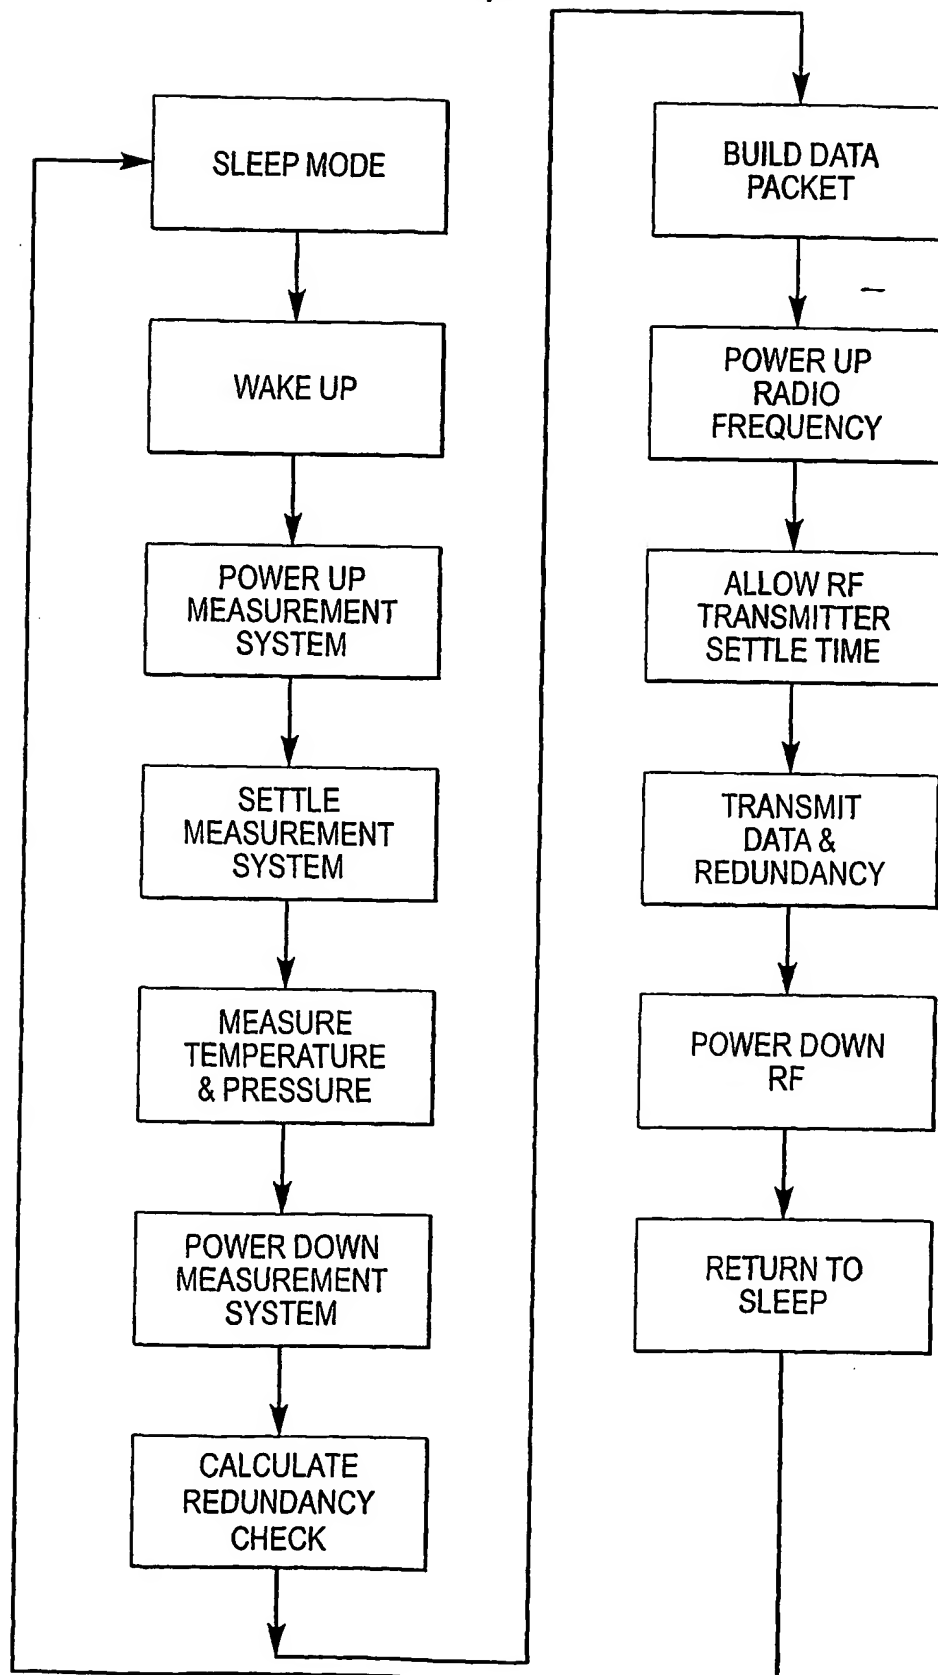 SLEEP MODE
WAKE UP
POWER UP
MEASUREMENT
SYSTEM
SETTLE
MEASUREMENT
SYSTEM
MEASURE
TEMPERATURE
& PRESSURE
POWER DOWN
MEASUREMENT
SYSTEM
CALCULATE
REDUNDANCY
CHECK
BUILD DATA
PACKET
POWER UP
RADIO
FREQUENCY
ALLOW RF
TRANSMITTER
SETTLE TIME
TRANSMIT
DATA &
REDUNDANCY
POWER DOWN
RF
RETURN TO
SLEEP